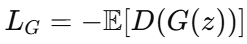 L_G = −𝔼[D(G(z))]